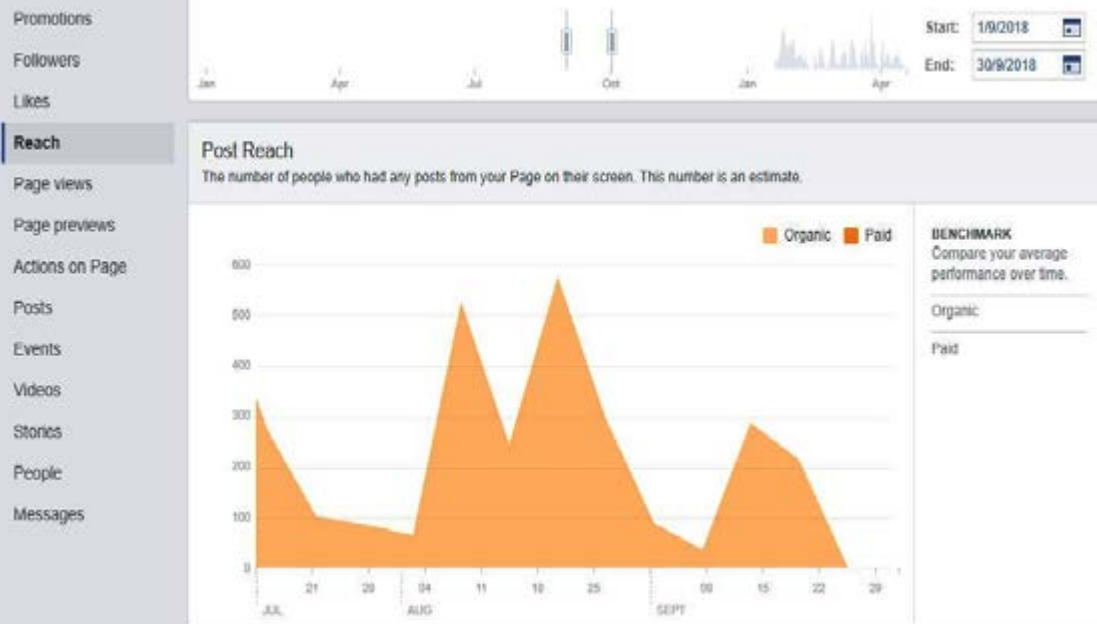 Promotions
Followers
Likes
Reach
Page views
Page previews
Actions on Page
Posts
Events
Videos
Stories
People
Messages
Jan Apr Jul Oct Jan Apr
Start: 1/9/2018
End: 30/9/2018
Post Reach
The number of people who had any posts from your Page on their screen. This number is an estimate.
Organic Paid
600
500
400
300
200
100
0
21 04 11 18 25 15 22 29
JUL AUG SEPT
BENCHMARK
Compare your average
performance over time.
Organic
Paid